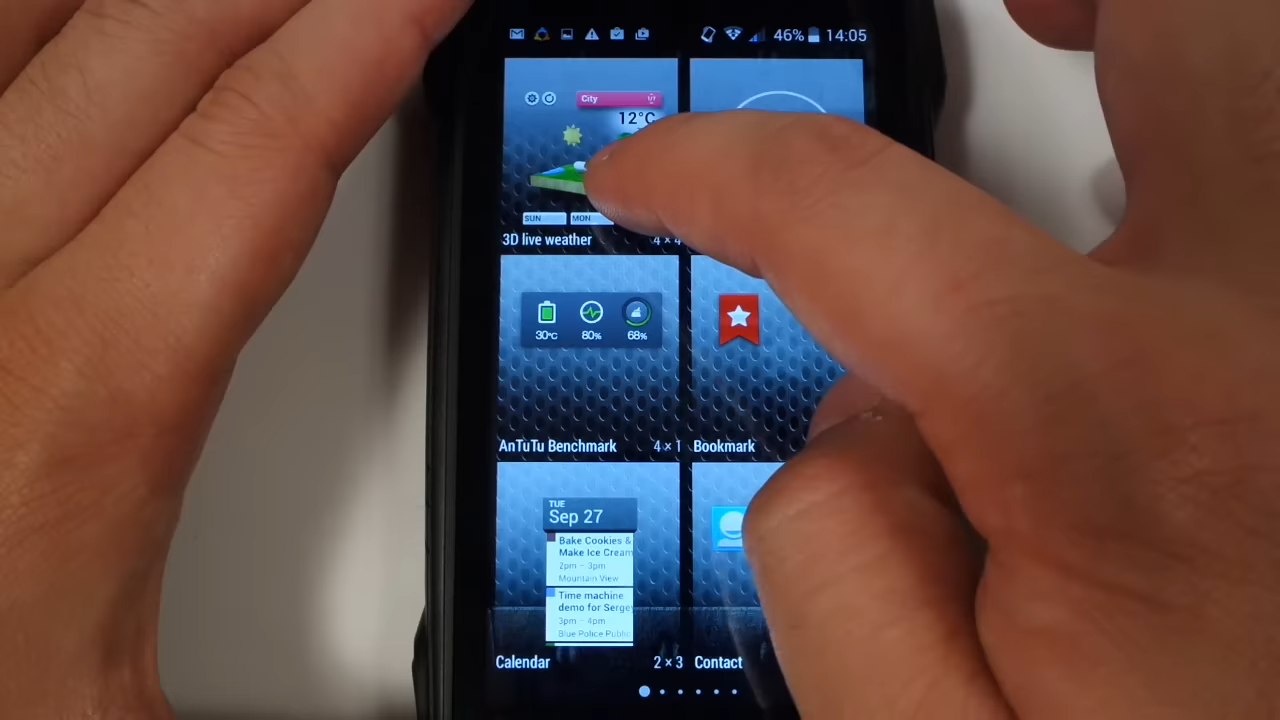 46% 14:05
City
12°C
SUN MON
3D live weather 4 × 4
30°C 80% 68%
AnTuTu Benchmark 4 × 1 Bookmark
TUE
Sep 27
Bake Cookies &
Make Ice Cream
2pm – 3pm
Mountain View
Time machine
demo for Sergey
3pm – 4pm
Blue Police Public
Calendar 2 × 3 Contact